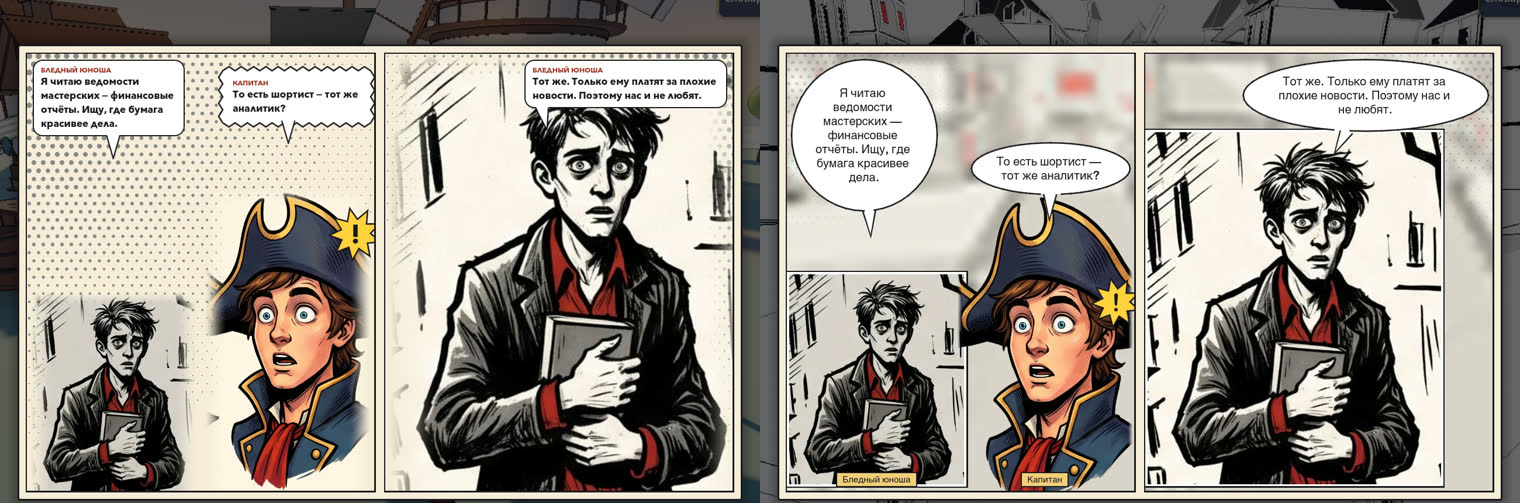 БЛЕДНЫЙ ЮНОША
Я читаю ведомости
мастерских – финансовые
отчёты. Ищу, где бумага
красивее дела.
КАПИТАН
То есть шортист – тот же
аналитик?
!
БЛЕДНЫЙ ЮНОША
Тот же. Только ему платят за плохие
новости. Поэтому нас и не любят.
Я читаю
ведомости
мастерских —
финансовые
отчёты. Ищу, где
бумага красивее
дела.
То есть шортист —
тот же аналитик?
!
Бледный юноша
Капитан
Тот же. Только ему платят за
плохие новости. Поэтому нас и
не любят.